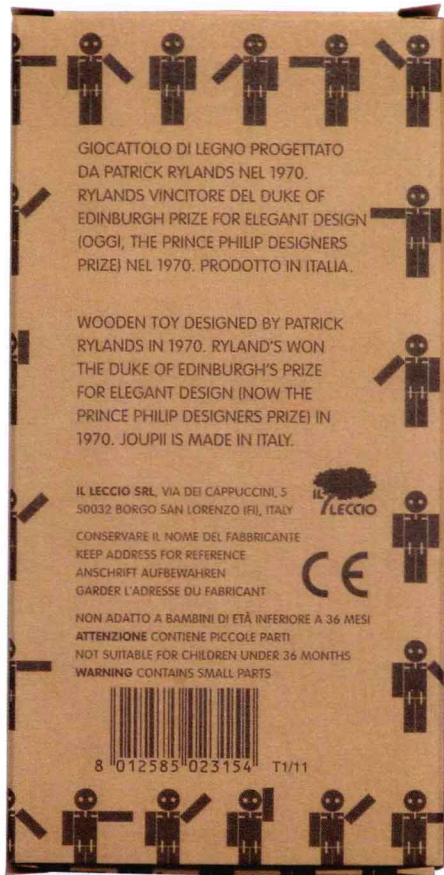 GIOCATTOLO DI LEGNO PROGETTATO
DA PATRICK RYLANDS NEL 1970.
RYLANDS VINCITORE DEL DUKE OF
EDINBURGH PRIZE FOR ELEGANT DESIGN
(OGGI, THE PRINCE PHILIP DESIGNERS
PRIZE) NEL 1970. PRODOTTO IN ITALIA.
WOODEN TOY DESIGNED BY PATRICK
RYLANDS IN 1970. RYLAND'S WON
THE DUKE OF EDINBURGH'S PRIZE
FOR ELEGANT DESIGN (NOW THE
PRINCE PHILIP DESIGNERS PRIZE) IN
1970. JOUPII IS MADE IN ITALY.
IL LECCIO SRL, VIA DEI CAPPUCCINI, 5
50032 BORGO SAN LORENZO (FI), ITALY
IL LECCIO
CONSERVARE IL NOME DEL FABBRICANTE
KEEP ADDRESS FOR REFERENCE
ANSCHRIFT AUFBEWAHREN
GARDER L'ADRESSE DU FABRICANT
CE
NON ADATTO A BAMBINI DI ETÀ INFERIORE A 36 MESI
ATTENZIONE CONTIENE PICCOLE PARTI
NOT SUITABLE FOR CHILDREN UNDER 36 MONTHS
WARNING CONTAINS SMALL PARTS
8 012585 023154 T1/11